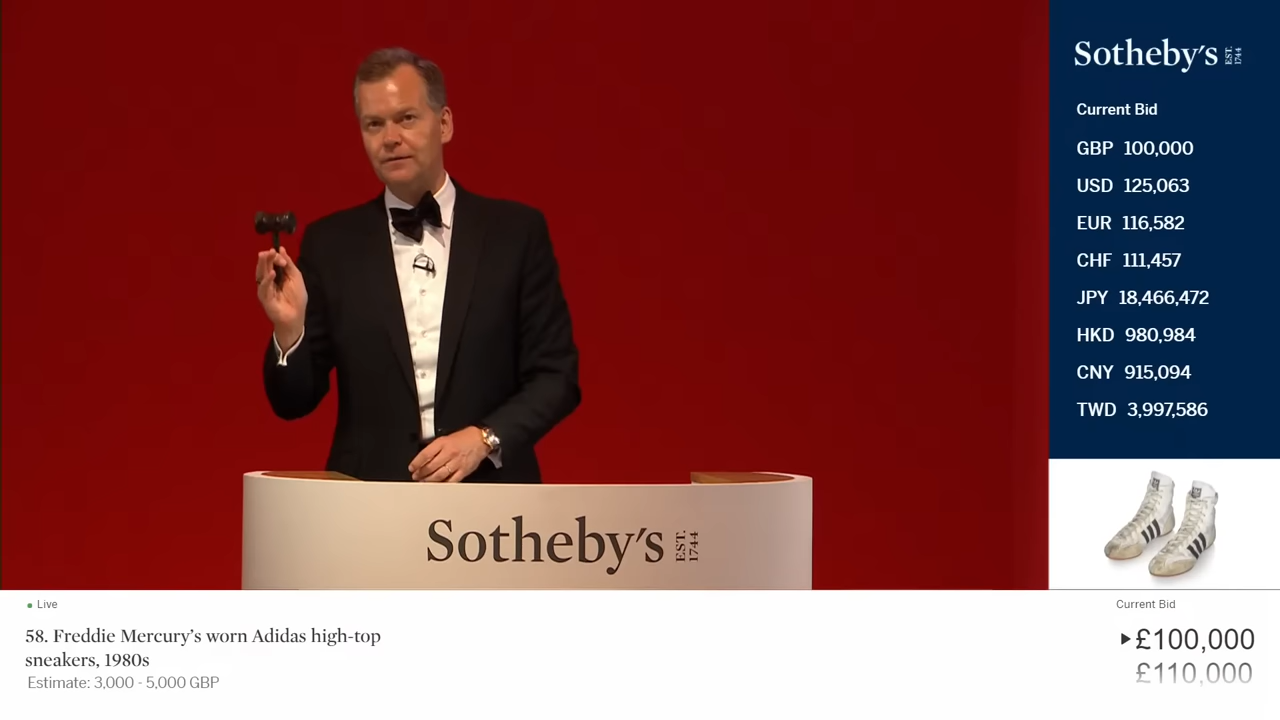 Sotheby's EST. 1744
Current Bid
GBP 100,000
USD 125,063
EUR 116,582
CHF 111,457
JPY 18,466,472
HKD 980,984
CNY 915,094
TWD 3,997,586
Sotheby's EST. 1744
Live
58. Freddie Mercury's worn Adidas high-top
sneakers, 1980s
Estimate: 3,000 - 5,000 GBP
Current Bid
£100,000
£110,000